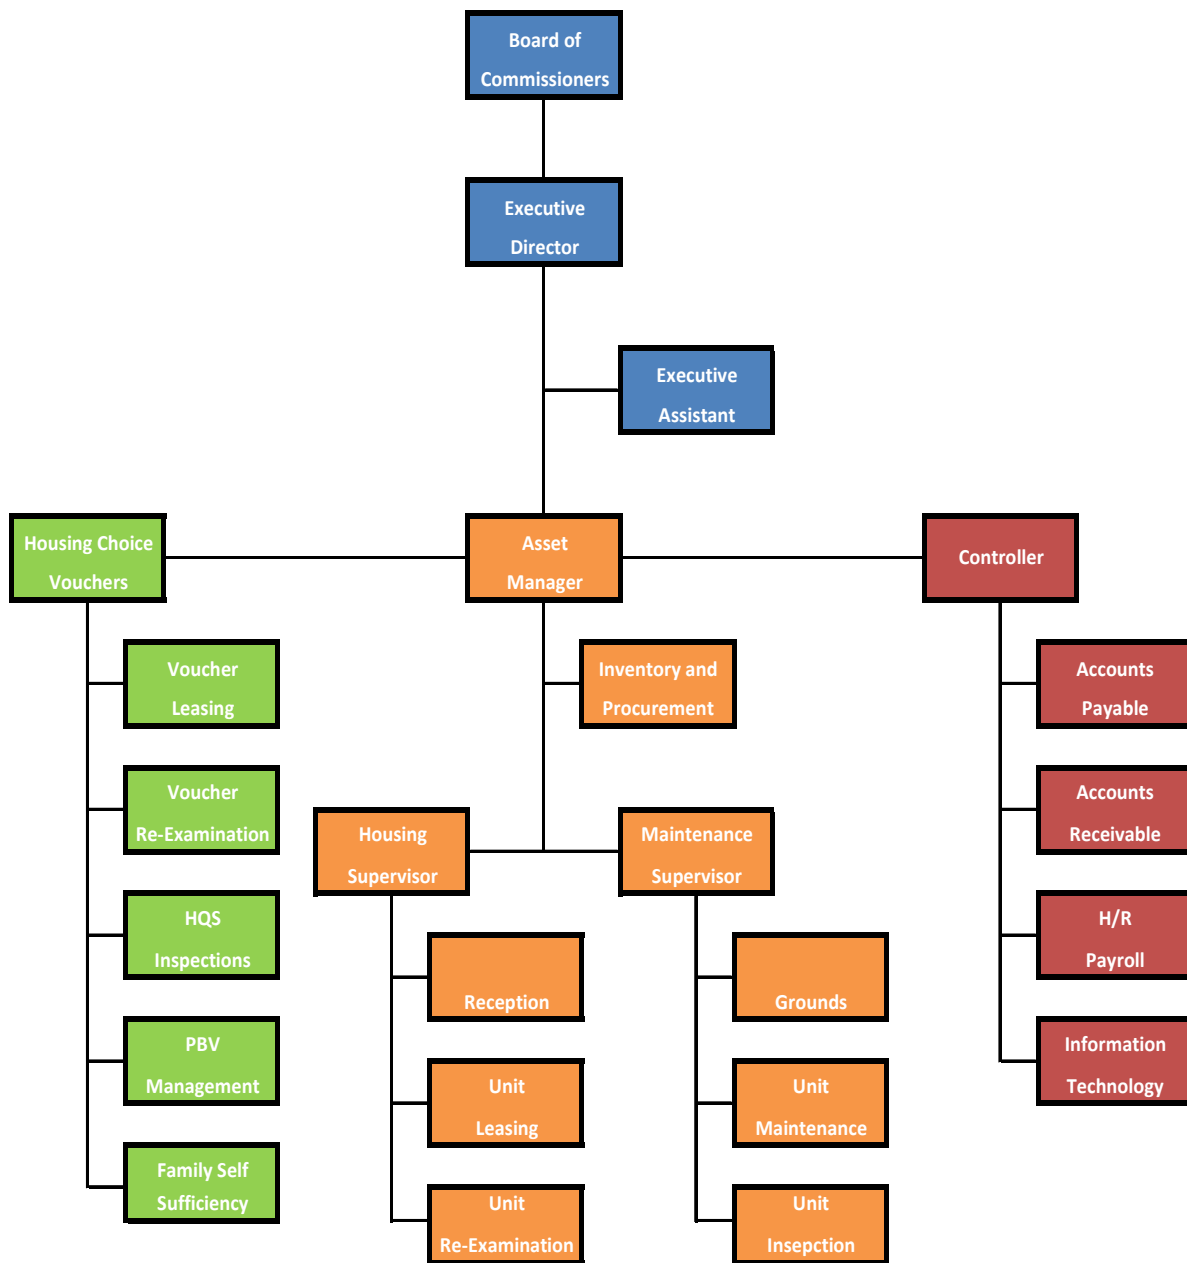 Board of
Commissioners
Executive
Director
Executive
Assistant
Housing Choice
Vouchers
Asset
Manager
Controller
Voucher
Leasing
Inventory and
Procurement
Accounts
Payable
Voucher
Re-Examination
Housing
Supervisor
Maintenance
Supervisor
Accounts
Receivable
HQS
Inspections
Reception
Grounds
H/R
Payroll
PBV
Management
Unit
Leasing
Unit
Maintenance
Information
Technology
Family Self
Sufficiency
Unit
Re-Examination
Unit
Insepction